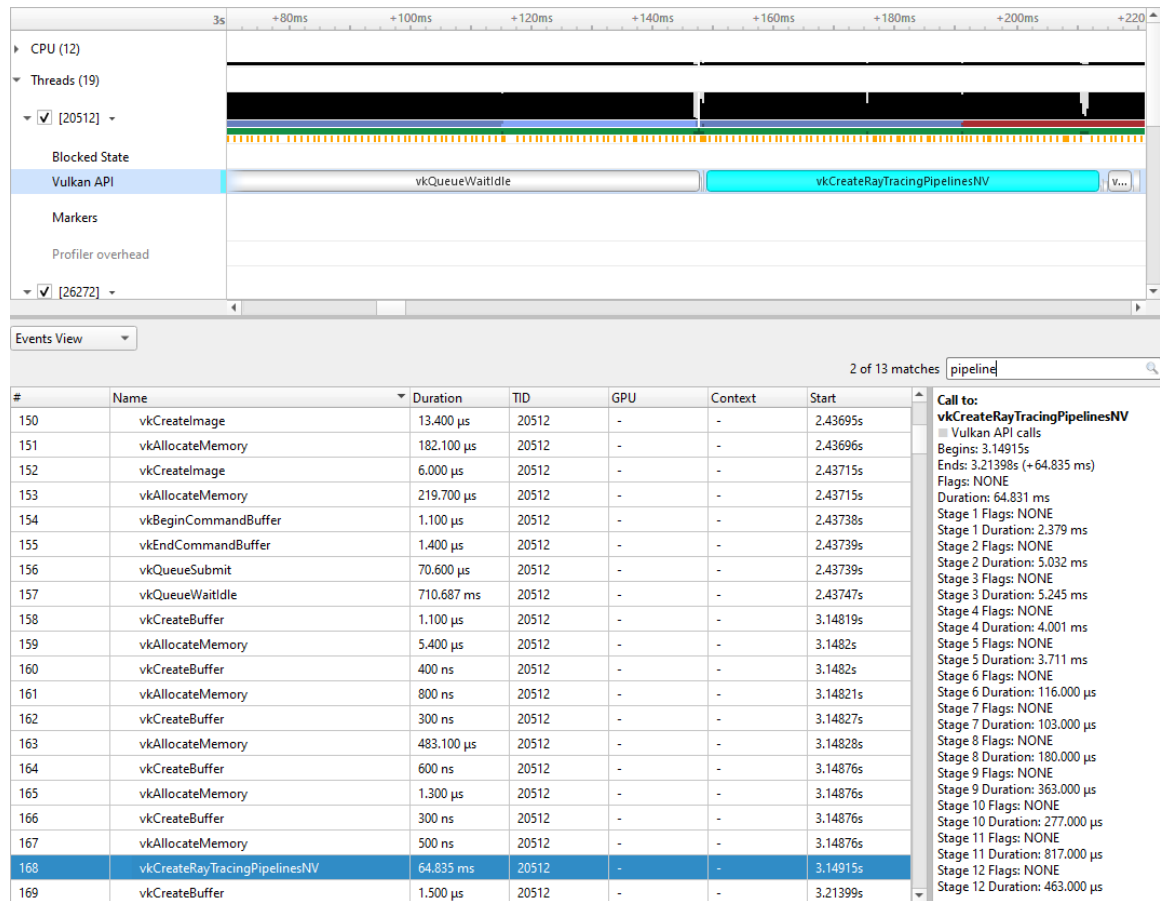 3s +80ms +100ms +120ms +140ms +160ms +180ms +200ms +220
CPU (12)
Threads (19)
[20512]
Blocked State
Vulkan API vkQueueWaitIdle vkCreateRayTracingPipelinesNV v...
Markers
Profiler overhead
[26272]
Events View
2 of 13 matches pipeline
# Name Duration TID GPU Context Start
150 vkCreateImage 13.400 μs 20512 - - 2.43695s
151 vkAllocateMemory 182.100 μs 20512 - - 2.43696s
152 vkCreateImage 6.000 μs 20512 - - 2.43715s
153 vkAllocateMemory 219.700 μs 20512 - - 2.43715s
154 vkBeginCommandBuffer 1.100 μs 20512 - - 2.43738s
155 vkEndCommandBuffer 1.400 μs 20512 - - 2.43739s
156 vkQueueSubmit 70.600 μs 20512 - - 2.43739s
157 vkQueueWaitIdle 710.687 ms 20512 - - 2.43747s
158 vkCreateBuffer 1.100 μs 20512 - - 3.14819s
159 vkAllocateMemory 5.400 μs 20512 - - 3.1482s
160 vkCreateBuffer 400 ns 20512 - - 3.1482s
161 vkAllocateMemory 800 ns 20512 - - 3.14821s
162 vkCreateBuffer 300 ns 20512 - - 3.14827s
163 vkAllocateMemory 483.100 μs 20512 - - 3.14828s
164 vkCreateBuffer 600 ns 20512 - - 3.14876s
165 vkAllocateMemory 1.300 μs 20512 - - 3.14876s
166 vkCreateBuffer 300 ns 20512 - - 3.14876s
167 vkAllocateMemory 500 ns 20512 - - 3.14876s
168 vkCreateRayTracingPipelinesNV 64.835 ms 20512 - - 3.14915s
169 vkCreateBuffer 1.500 μs 20512 - - 3.21399s
Call to:
vkCreateRayTracingPipelinesNV
Vulkan API calls
Begins: 3.14915s
Ends: 3.21398s (+64.835 ms)
Flags: NONE
Duration: 64.831 ms
Stage 1 Flags: NONE
Stage 1 Duration: 2.379 ms
Stage 2 Flags: NONE
Stage 2 Duration: 5.032 ms
Stage 3 Flags: NONE
Stage 3 Duration: 5.245 ms
Stage 4 Flags: NONE
Stage 4 Duration: 4.001 ms
Stage 5 Flags: NONE
Stage 5 Duration: 3.711 ms
Stage 6 Flags: NONE
Stage 6 Duration: 116.000 μs
Stage 7 Flags: NONE
Stage 7 Duration: 103.000 μs
Stage 8 Flags: NONE
Stage 8 Duration: 180.000 μs
Stage 9 Flags: NONE
Stage 9 Duration: 363.000 μs
Stage 10 Flags: NONE
Stage 10 Duration: 277.000 μs
Stage 11 Flags: NONE
Stage 11 Duration: 817.000 μs
Stage 12 Flags: NONE
Stage 12 Duration: 463.000 μs